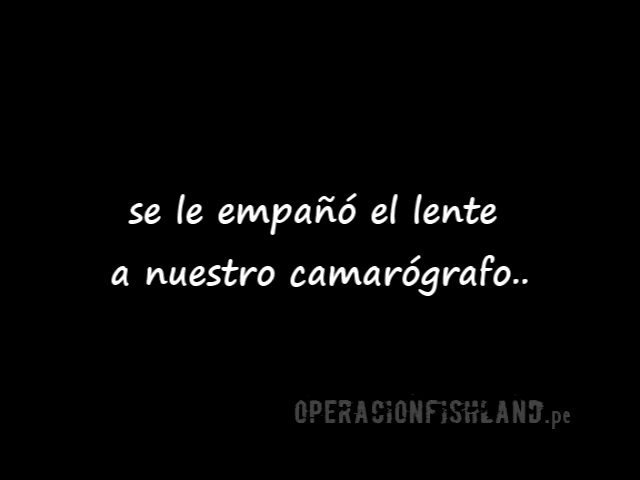 se le empañó el lente
a nuestro camarógrafo..
OPERACIONFISHLAND.pe